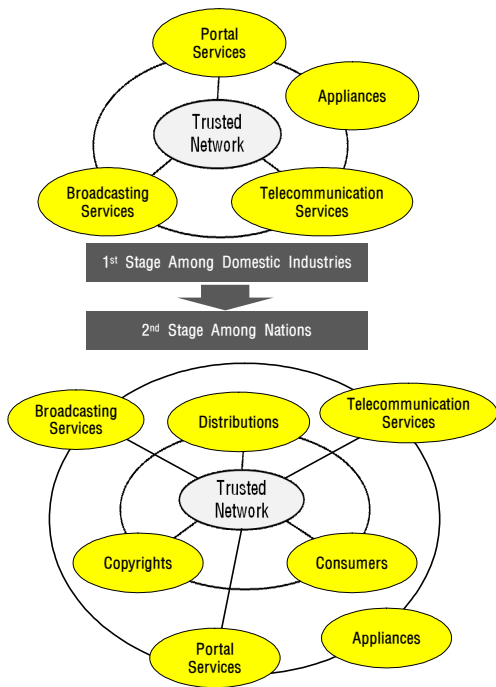 Portal
Services
Appliances
Trusted
Network
Broadcasting
Services
Telecommunication
Services
1st Stage Among Domestic Industries
2nd Stage Among Nations
Broadcasting
Services
Distributions
Telecommunication
Services
Trusted
Network
Copyrights
Consumers
Portal
Services
Appliances